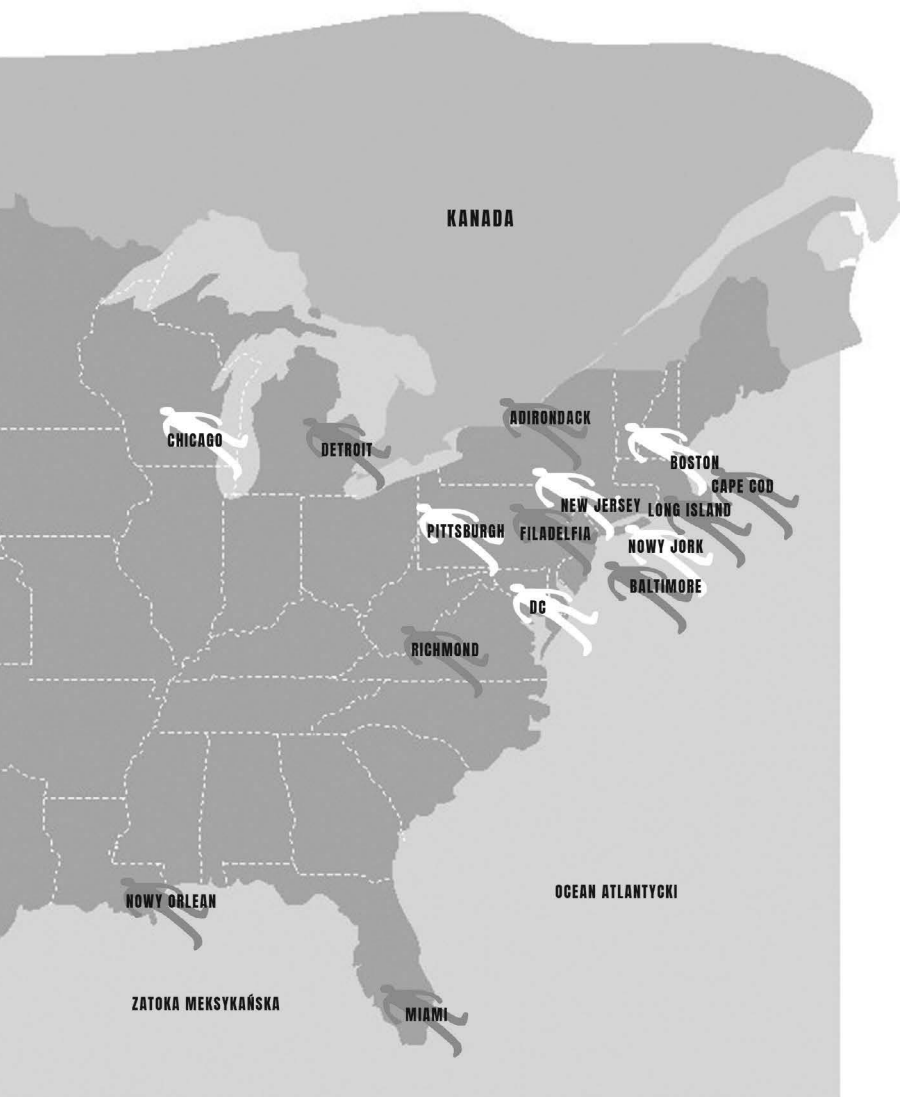 KANADA
ADIRONDACK
CHICAGO
DETROIT
BOSTON
CAPE COD
NEW JERSEY
LONG ISLAND
PITTSBURGH
FILADELFIA
NOWY JORK
BALTIMORE
DC
RICHMOND
OCEAN ATLANTYCKI
NOWY ORLEAN
ZATOKA MEKSYKAŃSKA
MIAMI